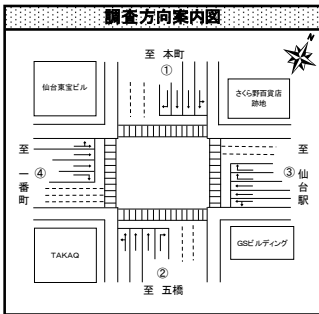 調査方向案内図
N
至 本町
①
仙台東宝ビル
さくら野百貨店
跡地
至 一番町
④
③
至 仙台駅
TAKAQ
②
至 五橋
GSビルディング